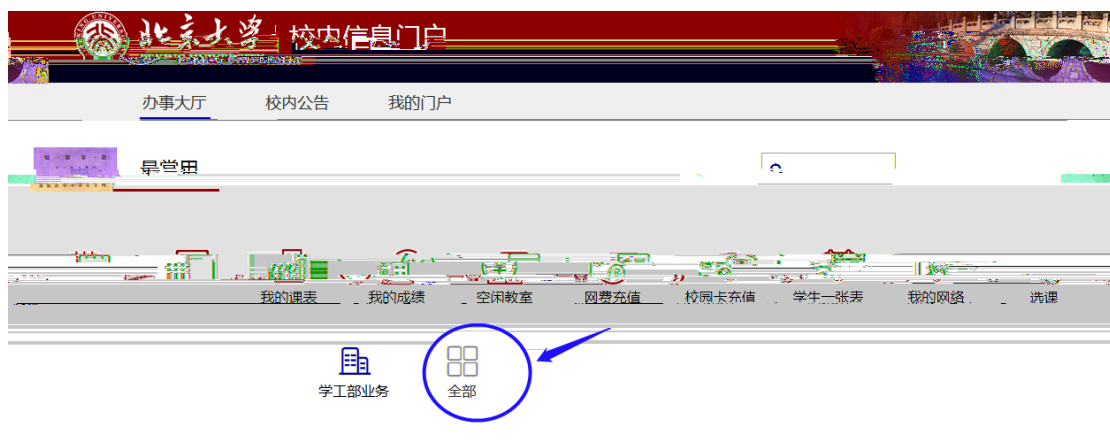 北京大学 校内信息门户
办事大厅 校内公告 我的门户
最常用
我的课表 我的成绩 空闲教室 网费充值 校园卡充值 学生一张表 我的网络 选课
学工部业务 全部